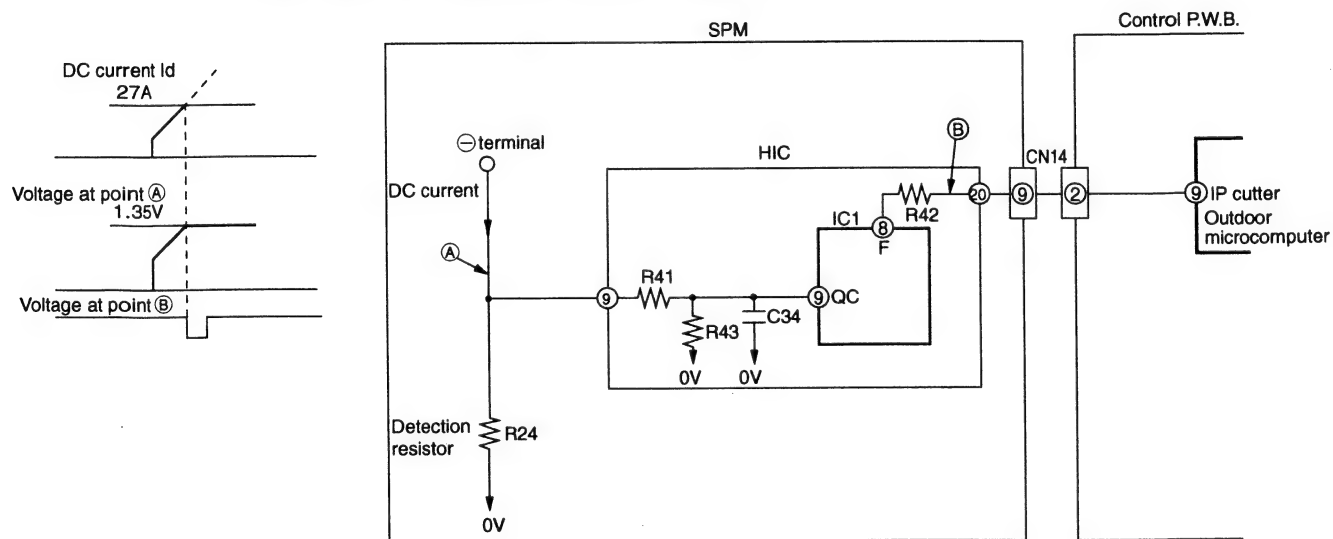 SPM
Control P.W.B.
DC current Id
27A
Voltage at point Ⓐ
1.35V
Voltage at point Ⓑ
⊖ terminal
DC current
Ⓐ
Detection
resistor
R24
0V
HIC
Ⓑ
9
R41
R43
0V
C34
0V
IC1
8
F
9 QC
R42
20
CN14
9
2
9 IP cutter
Outdoor
microcomputer